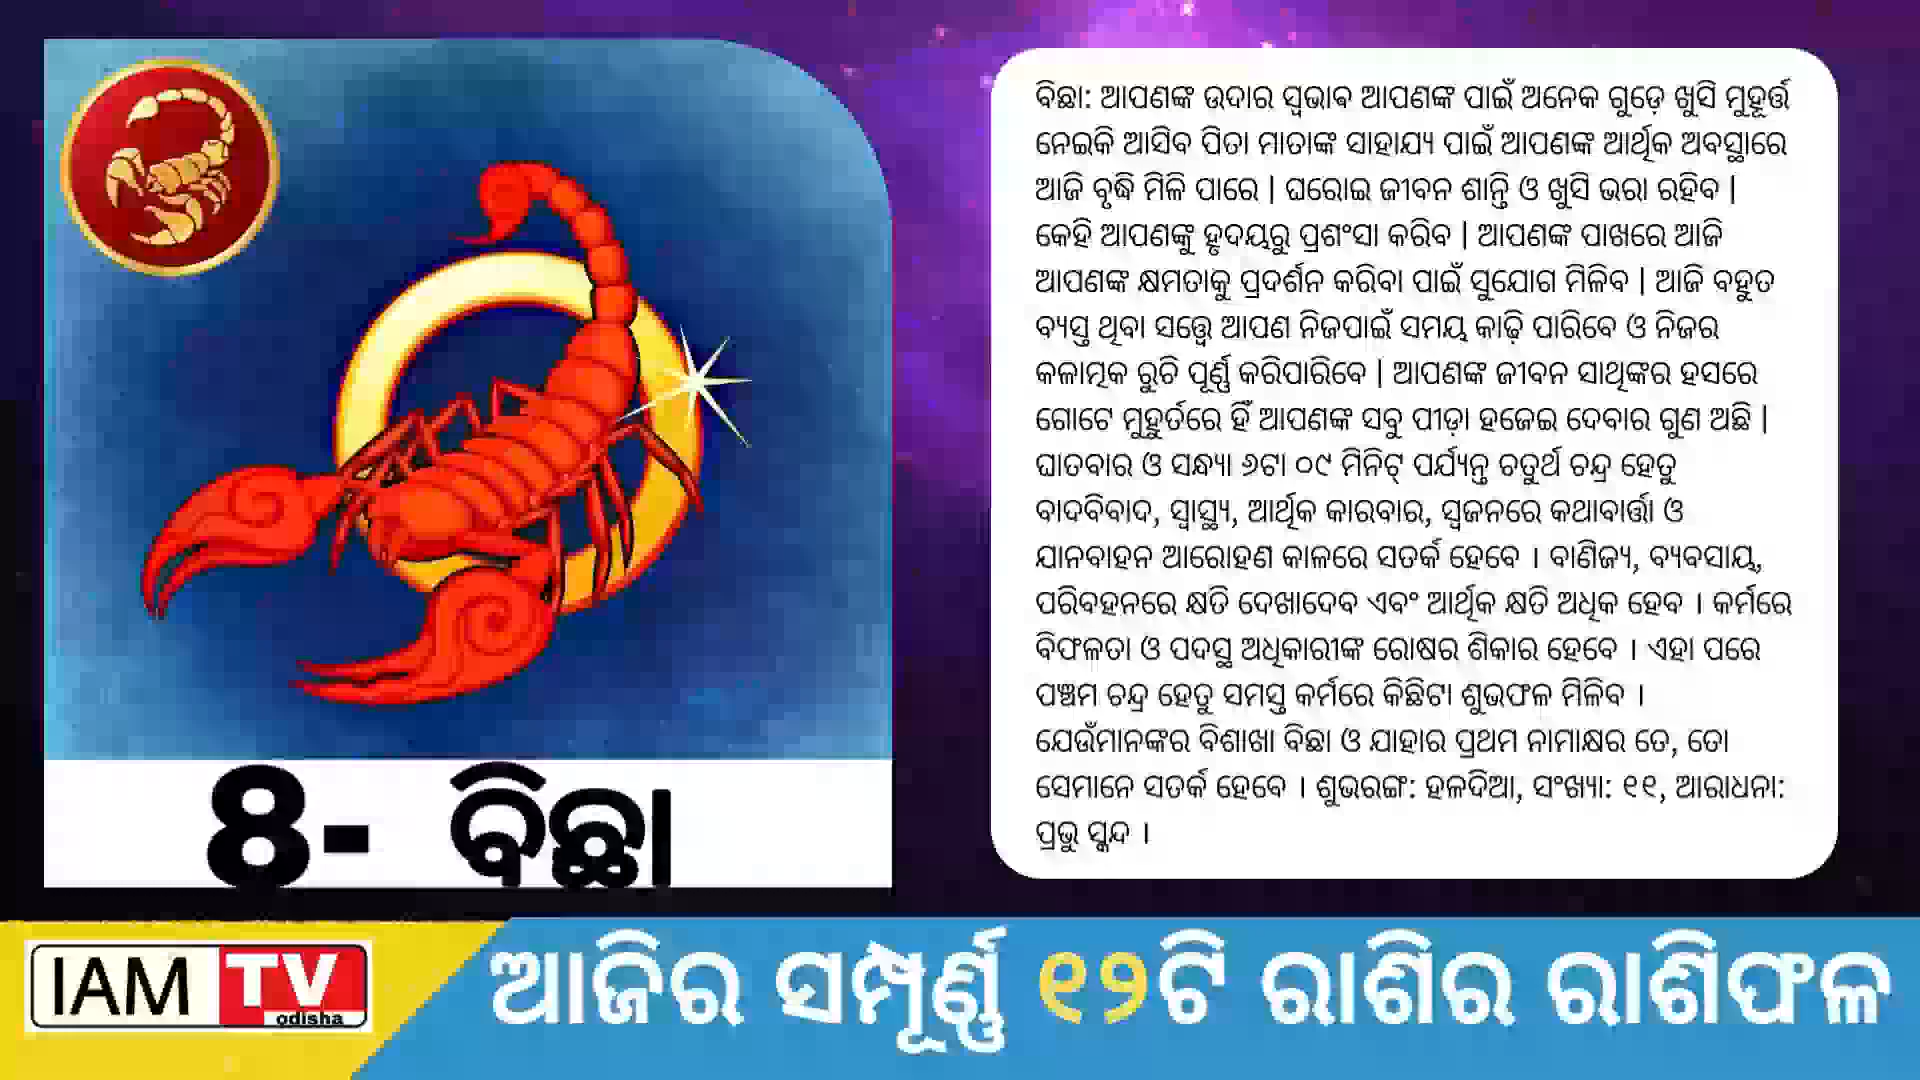 8- ବିଛା
ବିଛା: ଆପଣଙ୍କ ଉଦାର ସ୍ୱଭାବ ଆପଣଙ୍କ ପାଇଁ ଅନେକ ଗୁଡ଼େ ଖୁସି ମୁହୂର୍ତ୍ତ
ନେଇକି ଆସିବ ପିତା ମାତାଙ୍କ ସାହାଯ୍ୟ ପାଇଁ ଆପଣଙ୍କ ଆର୍ଥିକ ଅବସ୍ଥାରେ
ଆଜି ବୃଦ୍ଧି ମିଳି ପାରେ | ଘରୋଇ ଜୀବନ ଶାନ୍ତି ଓ ଖୁସି ଭରା ରହିବ |
କେହି ଆପଣଙ୍କୁ ହୃଦୟରୁ ପ୍ରଶଂସା କରିବ | ଆପଣଙ୍କ ପାଖରେ ଆଜି
ଆପଣଙ୍କ କ୍ଷମତାକୁ ପ୍ରଦର୍ଶନ କରିବା ପାଇଁ ସୁଯୋଗ ମିଳିବ | ଆଜି ବହୁତ
ବ୍ୟସ୍ତ ଥିବା ସତ୍ତ୍ୱେ ଆପଣ ନିଜପାଇଁ ସମୟ କାଢ଼ି ପାରିବେ ଓ ନିଜର
କଳାତ୍ମକ ରୁଚି ପୂର୍ଣ୍ଣ କରିପାରିବେ | ଆପଣଙ୍କ ଜୀବନ ସାଥିଙ୍କର ହସରେ
ଗୋଟେ ମୁହୁର୍ତରେ ହିଁ ଆପଣଙ୍କ ସବୁ ପୀଡ଼ା ହଜେଇ ଦେବାର ଗୁଣ ଅଛି |
ଘାତବାର ଓ ସନ୍ଧ୍ୟା ୬ଟା ୦୯ ମିନିଟ୍ ପର୍ଯ୍ୟନ୍ତ ଚତୁର୍ଥ ଚନ୍ଦ୍ର ହେତୁ
ବାଦବିବାଦ, ସ୍ୱାସ୍ଥ୍ୟ, ଆର୍ଥିକ କାରବାର, ସ୍ୱଜନରେ କଥାବାର୍ତ୍ତା ଓ
ଯାନବାହନ ଆରୋହଣ କାଳରେ ସତର୍କ ହେବେ । ବାଣିଜ୍ୟ, ବ୍ୟବସାୟ,
ପରିବହନରେ କ୍ଷତି ଦେଖାଦେବ ଏବଂ ଆର୍ଥିକ କ୍ଷତି ଅଧିକ ହେବ । କର୍ମରେ
ବିଫଳତା ଓ ପଦସ୍ଥ ଅଧିକାରୀଙ୍କ ରୋଷର ଶିକାର ହେବେ । ଏହା ପରେ
ପଞ୍ଚମ ଚନ୍ଦ୍ର ହେତୁ ସମସ୍ତ କର୍ମରେ କିଛିଟା ଶୁଭଫଳ ମିଳିବ ।
ଯେଉଁମାନଙ୍କର ବିଶାଖା ବିଛା ଓ ଯାହାର ପ୍ରଥମ ନାମାକ୍ଷର ତେ, ତୋ
ସେମାନେ ସତର୍କ ହେବେ । ଶୁଭରଙ୍ଗ: ହଳଦିଆ, ସଂଖ୍ୟା: ୧୧, ଆରାଧନା:
ପ୍ରଭୁ ସ୍କନ୍ଦ ।
IAM TV
odisha
ଆଜିର ସମ୍ପୂର୍ଣ୍ଣ ୧୨ଟି ରାଶିର ରାଶିଫଳ